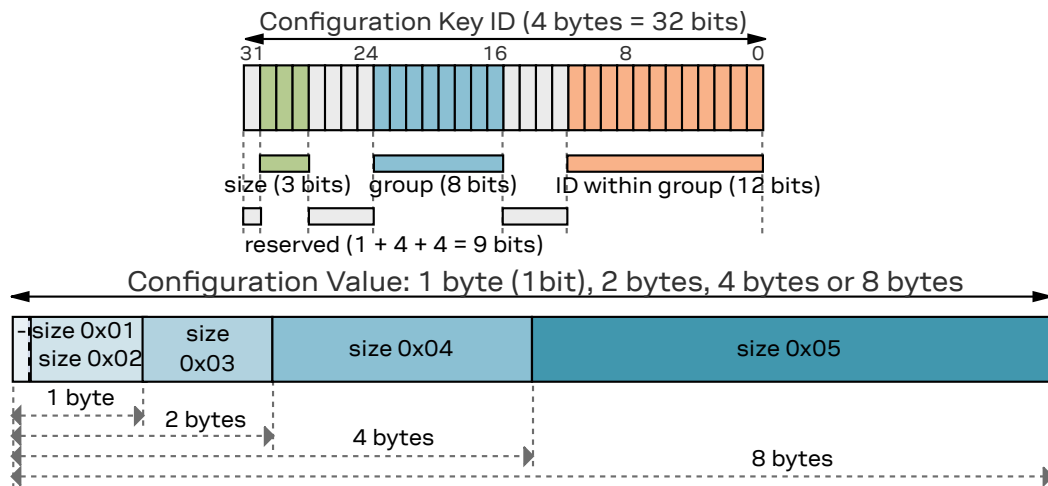 Configuration Key ID (4 bytes = 32 bits)
31 24 16 8 0
size (3 bits) group (8 bits) ID within group (12 bits)
reserved (1 + 4 + 4 = 9 bits)
Configuration Value: 1 byte (1bit), 2 bytes, 4 bytes or 8 bytes
- size 0x01
size 0x02
size
0x03
size 0x04
size 0x05
1 byte
2 bytes
4 bytes
8 bytes